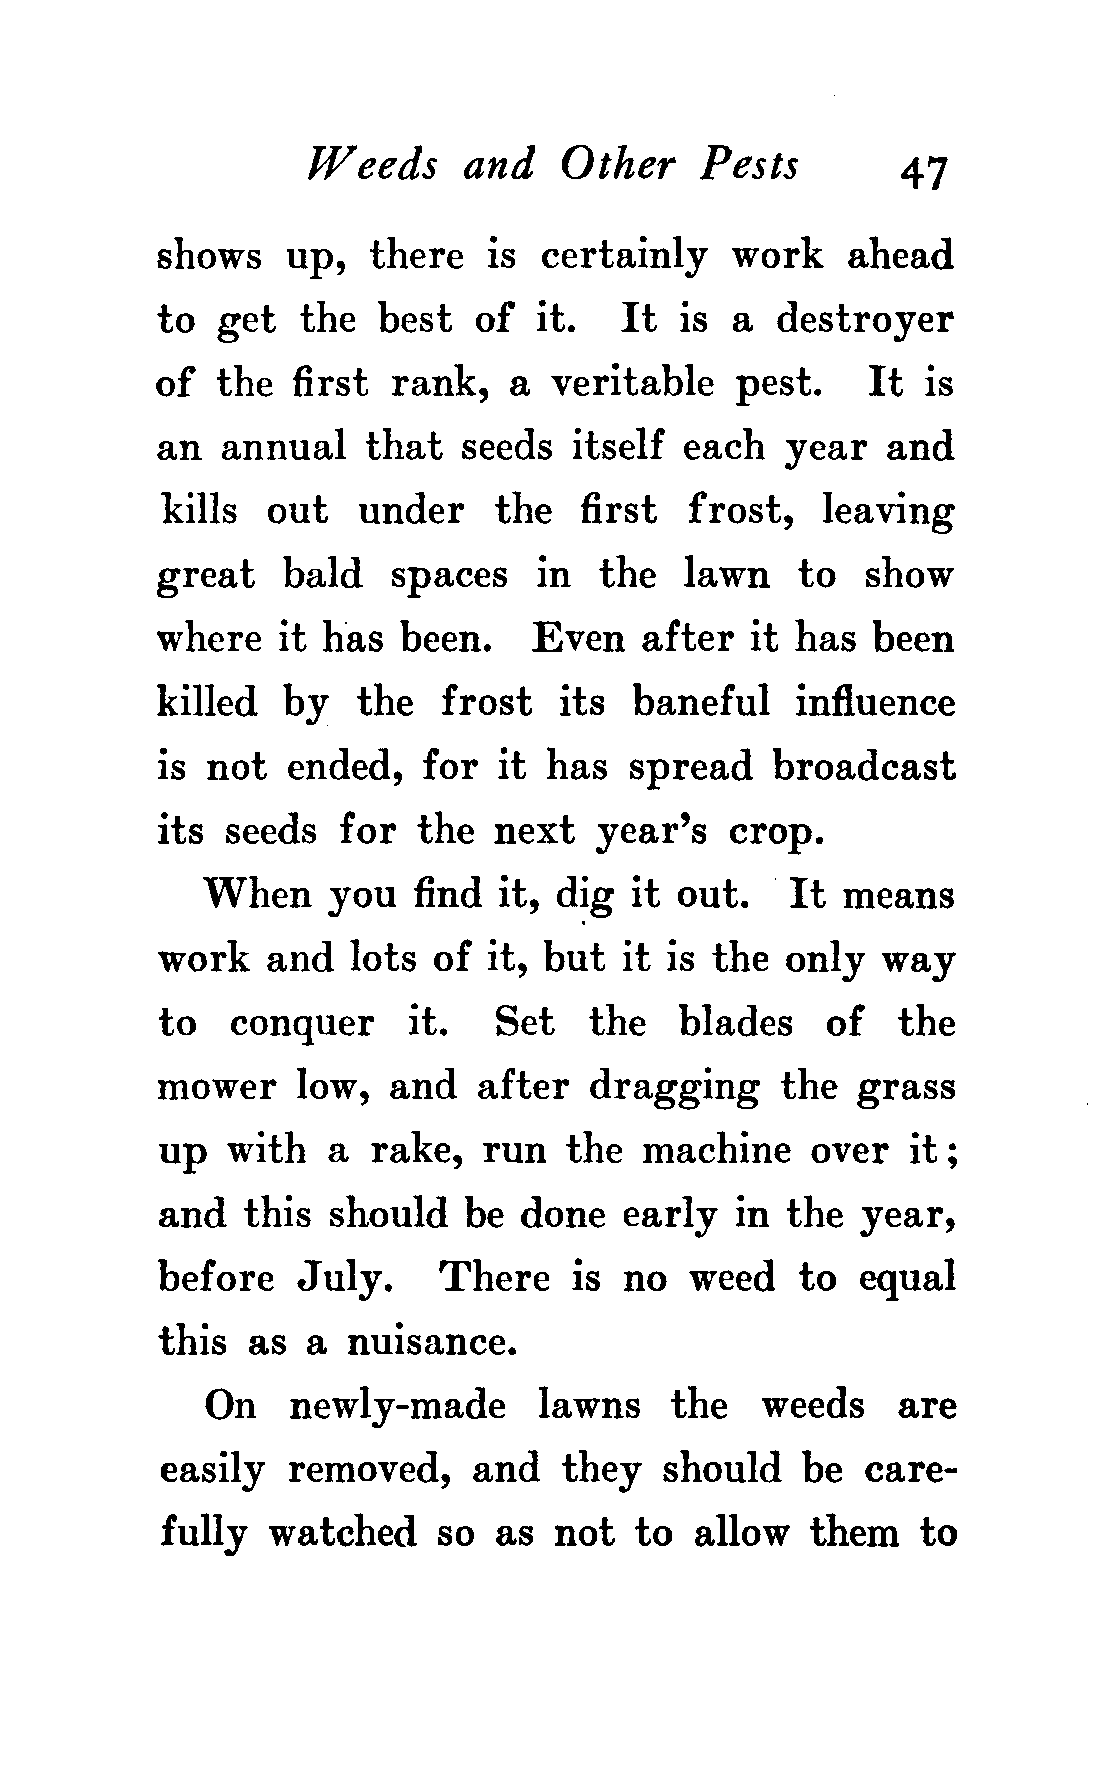 Weeds and Other Pests 47
shows up, there is certainly work ahead
to get the best of it. It is a destroyer
of the first rank, a veritable pest. It is
an annual that seeds itself each year and
kills out under the first frost, leaving
great bald spaces in the lawn to show
where it has been. Even after it has been
killed by the frost its baneful influence
is not ended, for it has spread broadcast
its seeds for the next year's crop.
When you find it, dig it out. It means
work and lots of it, but it is the only way
to conquer it. Set the blades of the
mower low, and after dragging the grass
up with a rake, run the machine over it;
and this should be done early in the year,
before July. There is no weed to equal
this as a nuisance.
On newly-made lawns the weeds are
easily removed, and they should be care-
fully watched so as not to allow them to